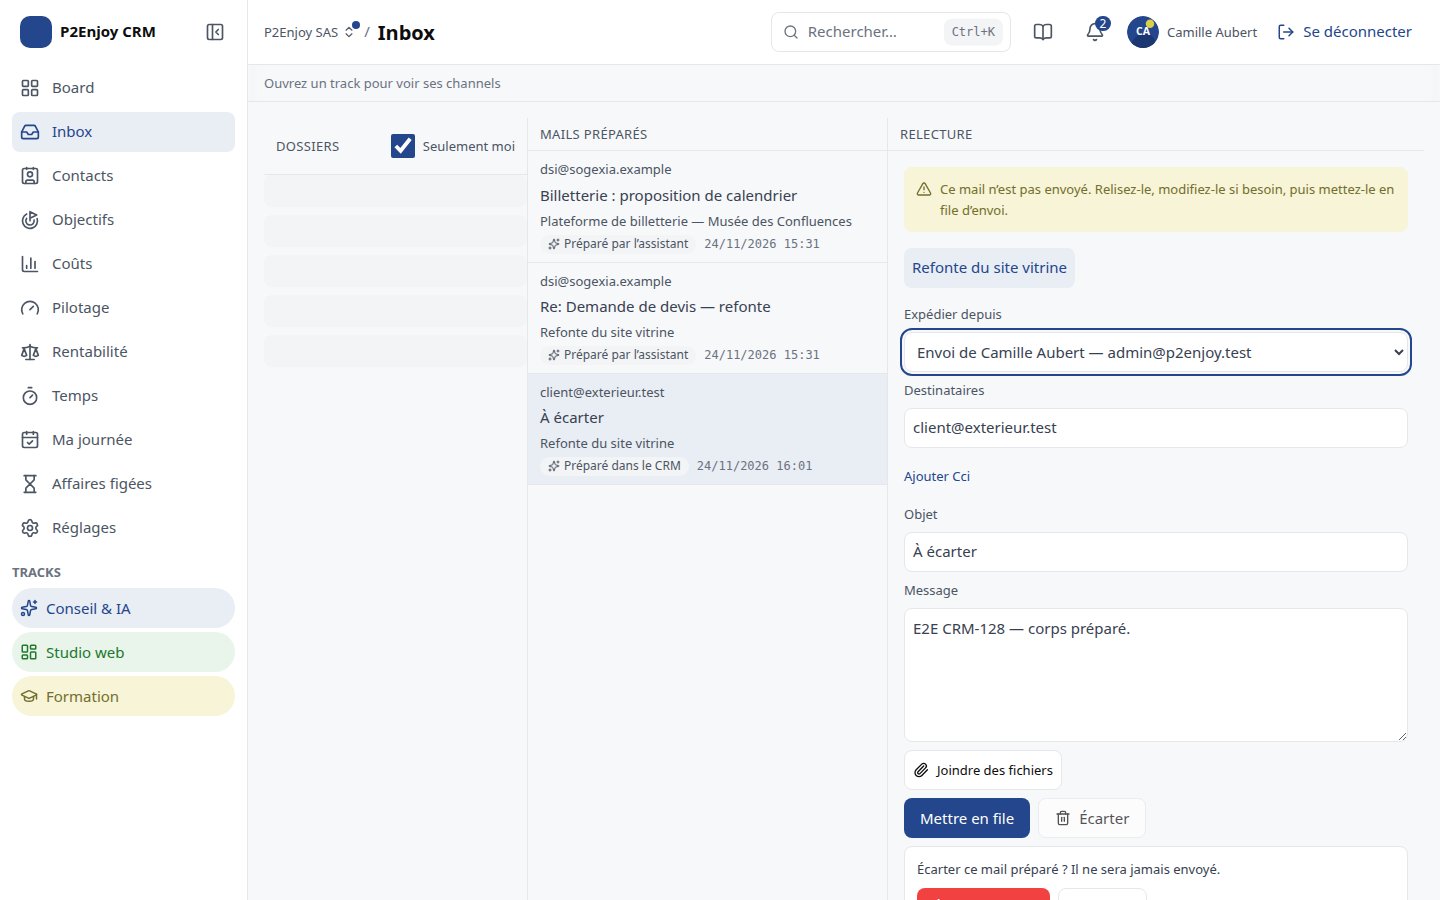 P2Enjoy CRM
P2Enjoy SAS / Inbox
Rechercher... Ctrl+K
2
CA
Camille Aubert
Se déconnecter
Board
Inbox
Contacts
Objectifs
Coûts
Pilotage
Rentabilité
Temps
Ma journée
Affaires figées
Réglages
TRACKS
Conseil & IA
Studio web
Formation
Ouvrez un track pour voir ses channels
DOSSIERS
Seulement moi
MAILS PRÉPARÉS
dsi@sogexia.example
Billetterie : proposition de calendrier
Plateforme de billetterie — Musée des Confluences
Préparé par l’assistant 24/11/2026 15:31
dsi@sogexia.example
Re: Demande de devis — refonte
Refonte du site vitrine
Préparé par l’assistant 24/11/2026 15:31
client@exterieur.test
À écarter
Refonte du site vitrine
Préparé dans le CRM 24/11/2026 16:01
RELECTURE
Ce mail n’est pas envoyé. Relisez-le, modifiez-le si besoin, puis mettez-le en
file d’envoi.
Refonte du site vitrine
Expédier depuis
Envoi de Camille Aubert — admin@p2enjoy.test
Destinataires
client@exterieur.test
Ajouter Cci
Objet
À écarter
Message
E2E CRM-128 — corps préparé.
Joindre des fichiers
Mettre en file
Écarter
Écarter ce mail préparé ? Il ne sera jamais envoyé.